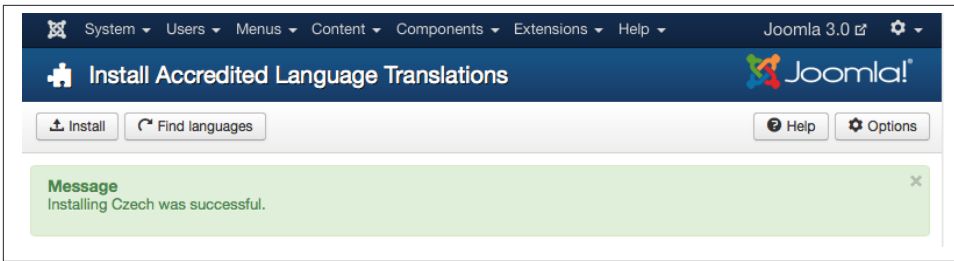 System Users Menus Content Components Extensions Help Joomla 3.0
Install Accredited Language Translations Joomla!
Install Find languages Help Options
Message
Installing Czech was successful.